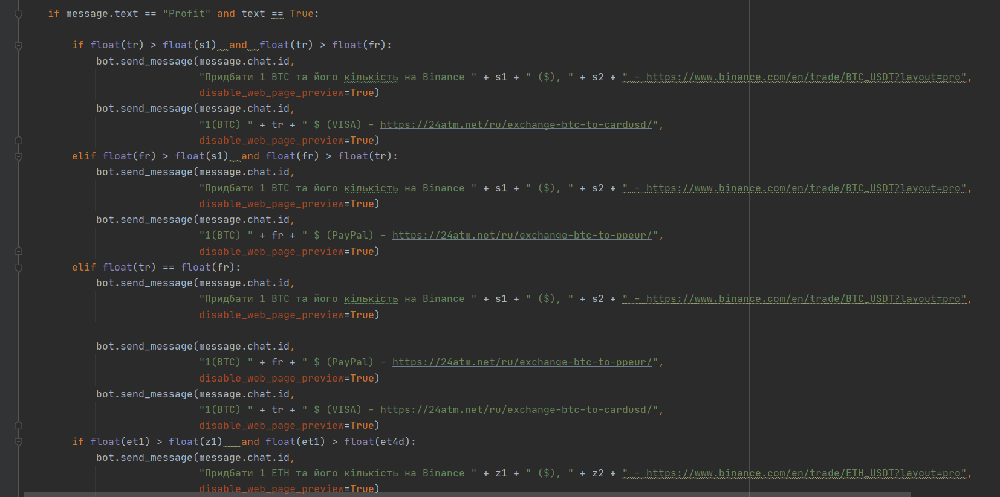 if message.text == "Profit" and text == True:
if float(tr) > float(s1)  and  float(tr) > float(fr):
bot.send_message(message.chat.id,
"Придбати 1 BTC та його кількість на Binance " + s1 + " ($), " + s2 + " - https://www.binance.com/en/trade/BTC_USDT?layout=pro",
disable_web_page_preview=True)
bot.send_message(message.chat.id,
"1(BTC) " + tr + " $ (VISA) - https://24atm.net/ru/exchange-btc-to-cardusd/",
disable_web_page_preview=True)
elif float(fr) > float(s1)  and float(fr) > float(tr):
bot.send_message(message.chat.id,
"Придбати 1 BTC та його кількість на Binance " + s1 + " ($), " + s2 + " - https://www.binance.com/en/trade/BTC_USDT?layout=pro",
disable_web_page_preview=True)
bot.send_message(message.chat.id,
"1(BTC) " + fr + " $ (PayPal) - https://24atm.net/ru/exchange-btc-to-ppeur/",
disable_web_page_preview=True)
elif float(tr) == float(fr):
bot.send_message(message.chat.id,
"Придбати 1 BTC та його кількість на Binance " + s1 + " ($), " + s2 + " - https://www.binance.com/en/trade/BTC_USDT?layout=pro",
disable_web_page_preview=True)
bot.send_message(message.chat.id,
"1(BTC) " + fr + " $ (PayPal) - https://24atm.net/ru/exchange-btc-to-ppeur/",
disable_web_page_preview=True)
bot.send_message(message.chat.id,
"1(BTC) " + tr + " $ (VISA) - https://24atm.net/ru/exchange-btc-to-cardusd/",
disable_web_page_preview=True)
if float(et1) > float(z1)   and float(et1) > float(et4d):
bot.send_message(message.chat.id,
"Придбати 1 ETH та його кількість на Binance " + z1 + " ($), " + z2 + " - https://www.binance.com/en/trade/ETH_USDT?layout=pro",
disable_web_page_preview=True)